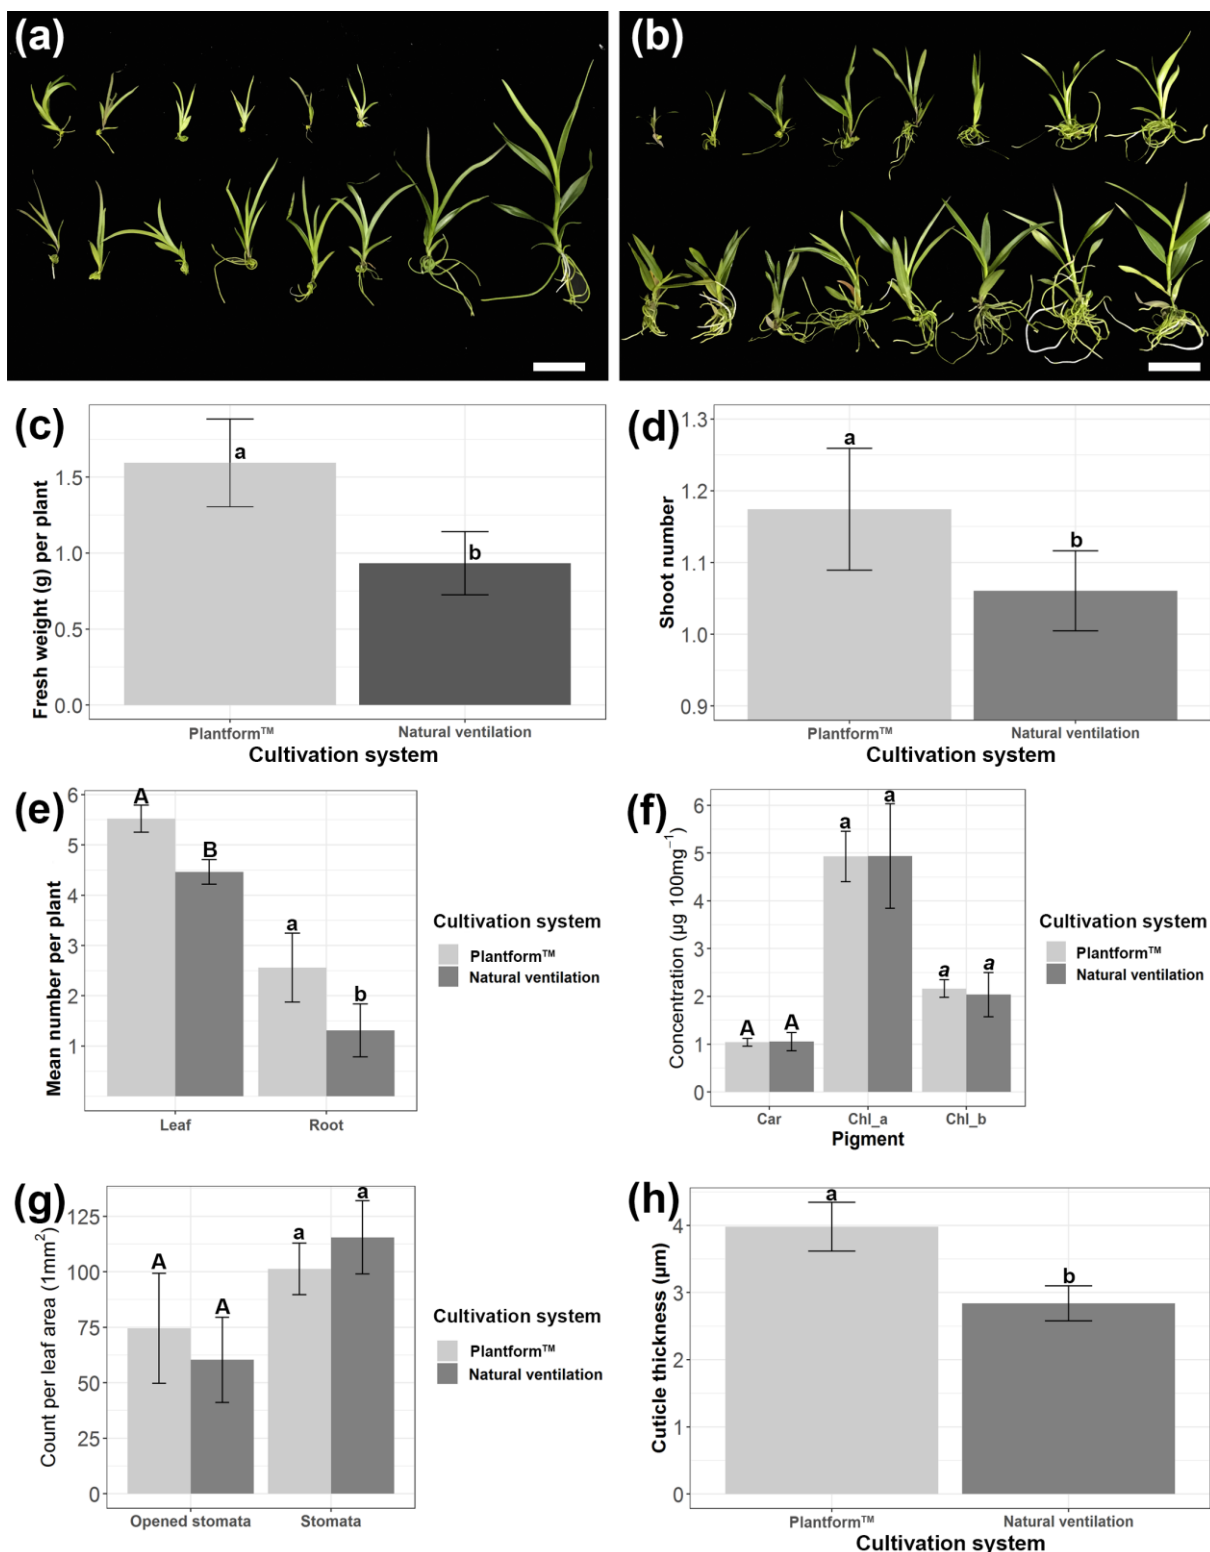 (a)
(b)
(c)
Fresh weight (g) per plant
1.5
1.0
0.5
0.0
a
b
Plantform™
Natural ventilation
Cultivation system
(d)
Shoot number
1.3
1.2
1.1
1.0
0.9
a
b
Plantform™
Natural ventilation
Cultivation system
(e)
Mean number per plant
6
5
4
3
2
1
A
B
a
b
Leaf
Root
Cultivation system
Plantform™
Natural ventilation
(f)
Concentration (µg 100mg⁻¹)
6
5
4
3
2
1
0
A
A
a
a
a
a
Car
Chl_a
Chl_b
Pigment
Cultivation system
Plantform™
Natural ventilation
(g)
Count per leaf area (1mm²)
125
100
75
50
25
0
A
A
a
a
Opened stomata
Stomata
Cultivation system
Plantform™
Natural ventilation
(h)
Cuticle thickness (µm)
4
3
2
1
0
a
b
Plantform™
Natural ventilation
Cultivation system